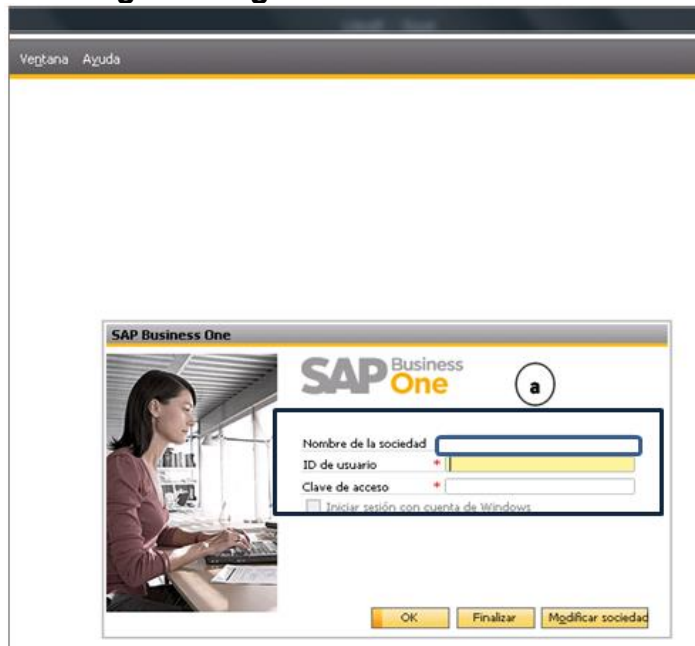 Ventana Ayuda
SAP Business One
SAP Business One
a
Nombre de la sociedad
ID de usuario *
Clave de acceso *
Iniciar sesión con cuenta de Windows
OK Finalizar Modificar sociedad